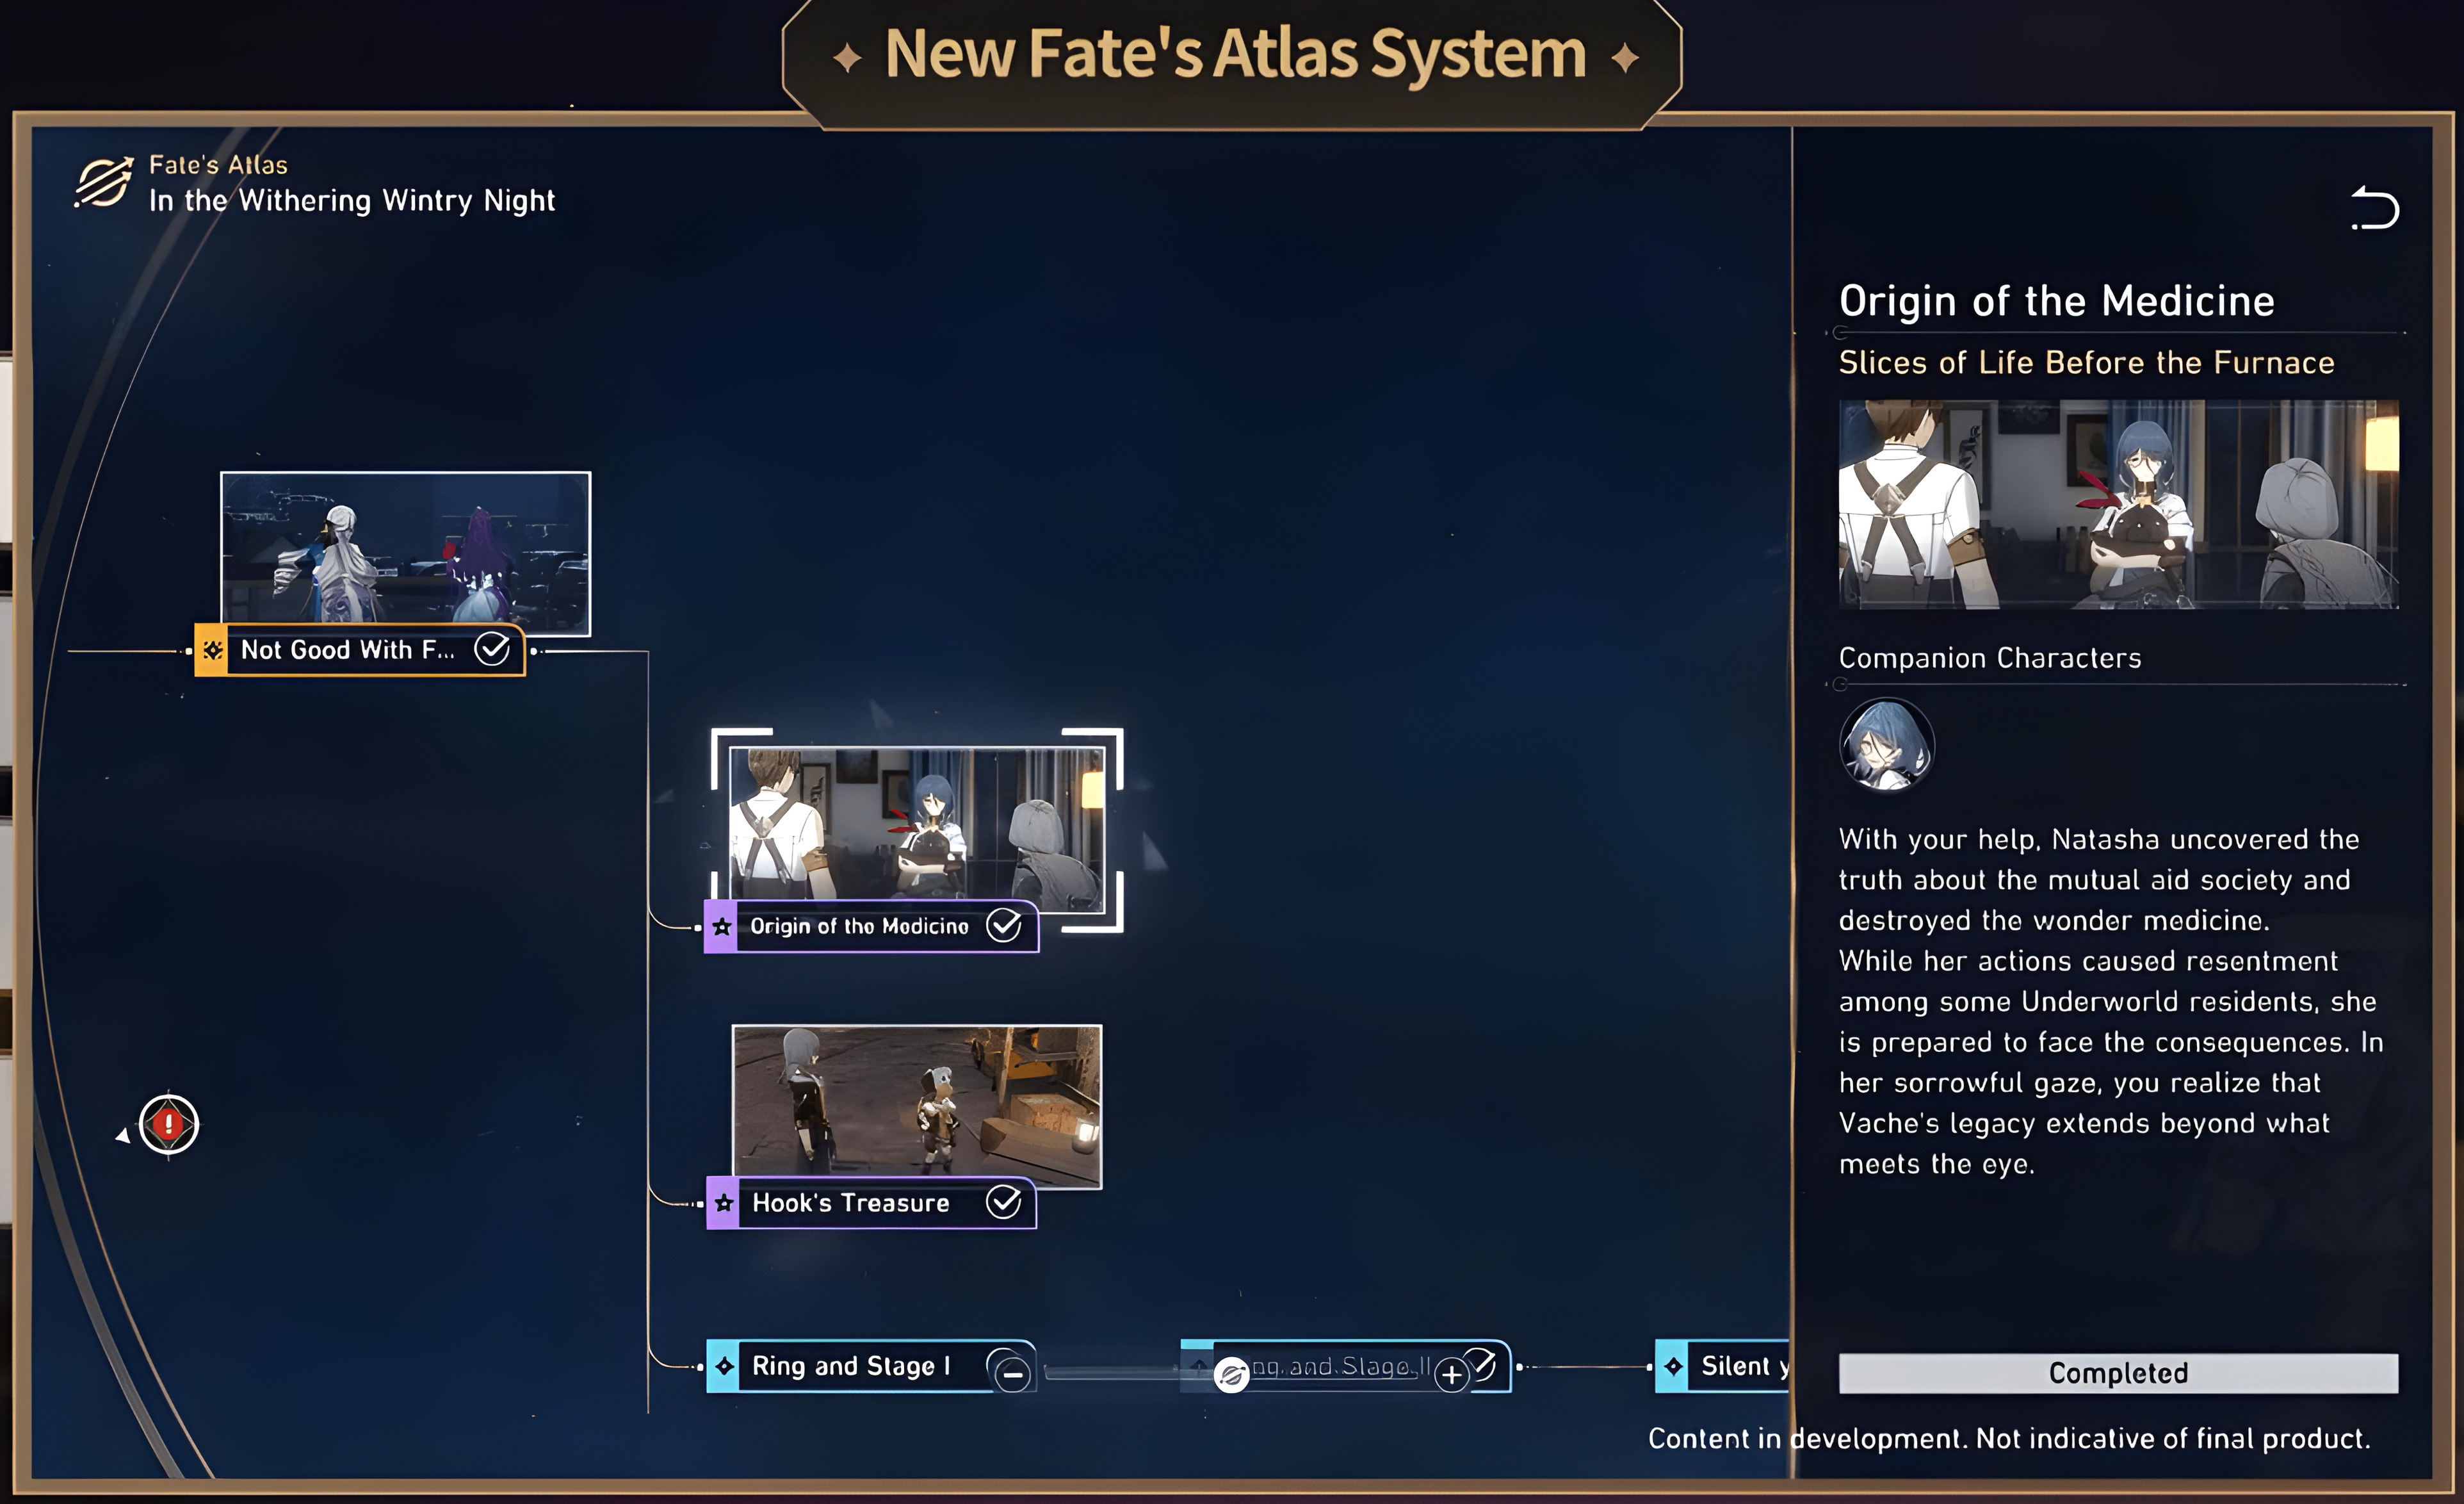 New Fate's Atlas System
Fate's Atlas
In the Withering Wintry Night
Not Good With F...
Origin of the Medicine
Hook's Treasure
Ring and Stage I
ng and Stage II
Silent y
Origin of the Medicine
Slices of Life Before the Furnace
Companion Characters
With your help, Natasha uncovered the
truth about the mutual aid society and
destroyed the wonder medicine.
While her actions caused resentment
among some Underworld residents, she
is prepared to face the consequences. In
her sorrowful gaze, you realize that
Vache's legacy extends beyond what
meets the eye.
Completed
Content in development. Not indicative of final product.